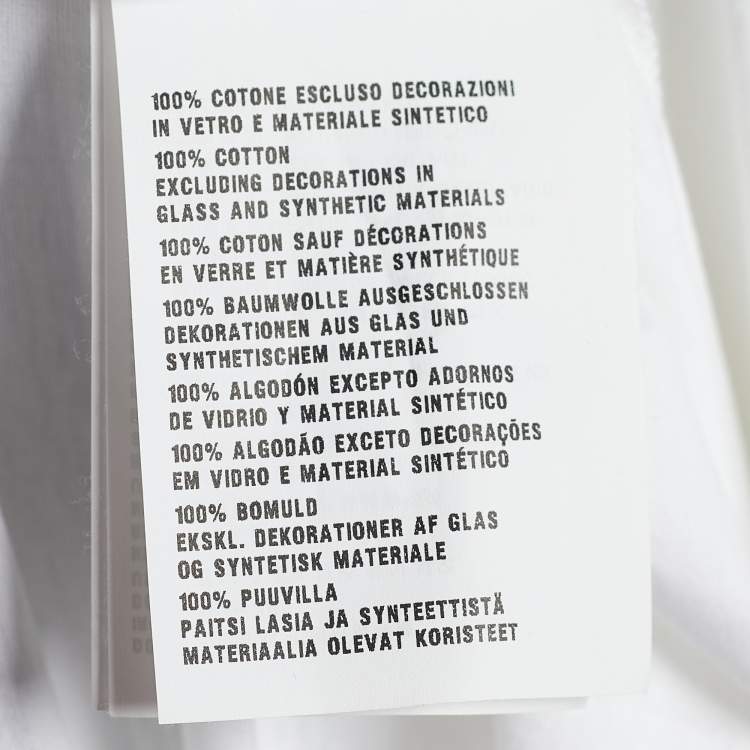 100% COTONE ESCLUSO DECORAZIONI
IN VETRO E MATERIALE SINTETICO
100% COTTON
EXCLUDING DECORATIONS IN
GLASS AND SYNTHETIC MATERIALS
100% COTON SAUF DÉCORATIONS
EN VERRE ET MATIÈRE SYNTHÉTIQUE
100% BAUMWOLLE AUSGESCHLOSSEN
DEKORATIONEN AUS GLAS UND
SYNTHETISCHEM MATERIAL
100% ALGODÓN EXCEPTO ADORNOS
DE VIDRIO Y MATERIAL SINTÉTICO
100% ALGODÃO EXCETO DECORAÇÕES
EM VIDRO E MATERIAL SINTÉTICO
100% BOMULD
EKSKL. DEKORATIONER AF GLAS
OG SYNTETISK MATERIALE
100% PUUVILLA
PAITSI LASIA JA SYNTEETTISTÄ
MATERIAALIA OLEVAT KORISTEET